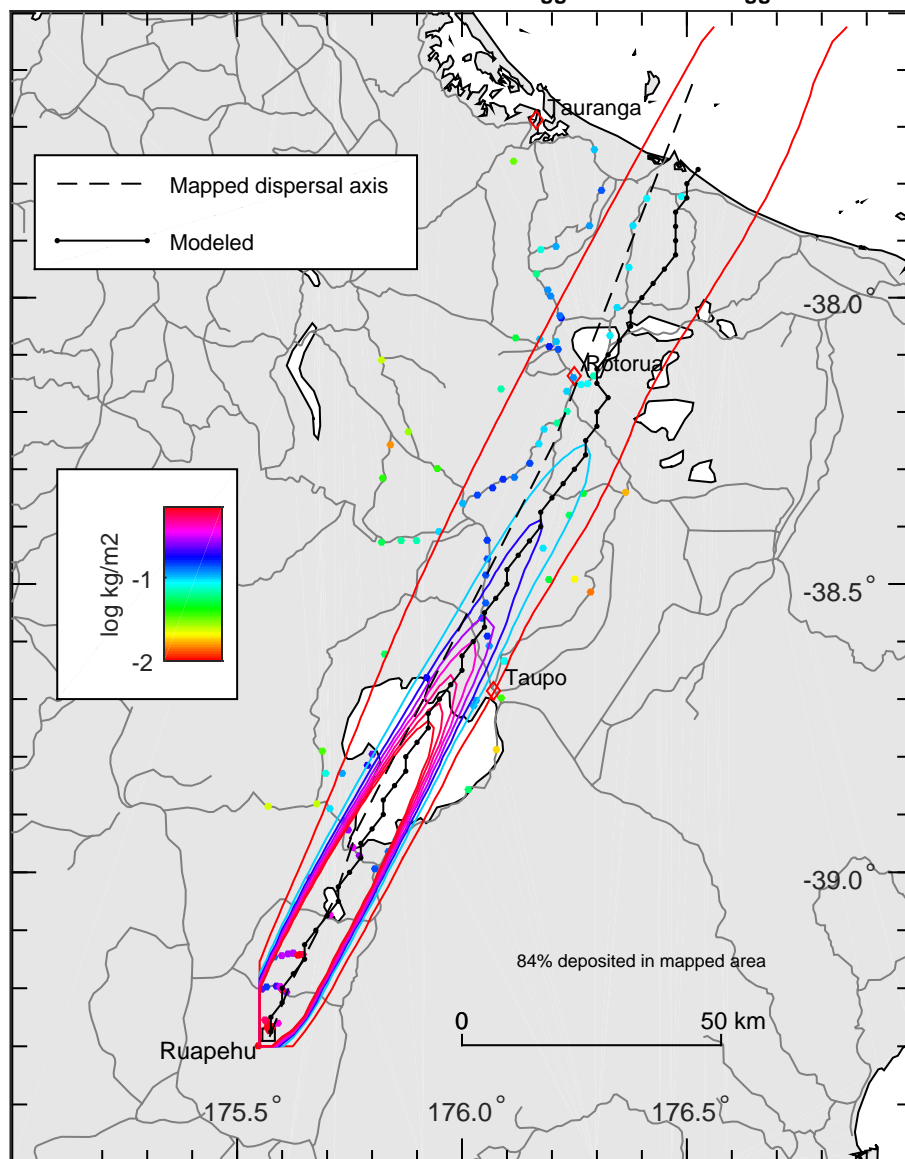 Tauranga
Mapped dispersal axis
Modeled
-38.0°
Rotorua
log kg/m2
-1
-2
-38.5°
Taupo
-39.0°
84% deposited in mapped area
0
50 km
Ruapehu
175.5°
176.0°
176.5°